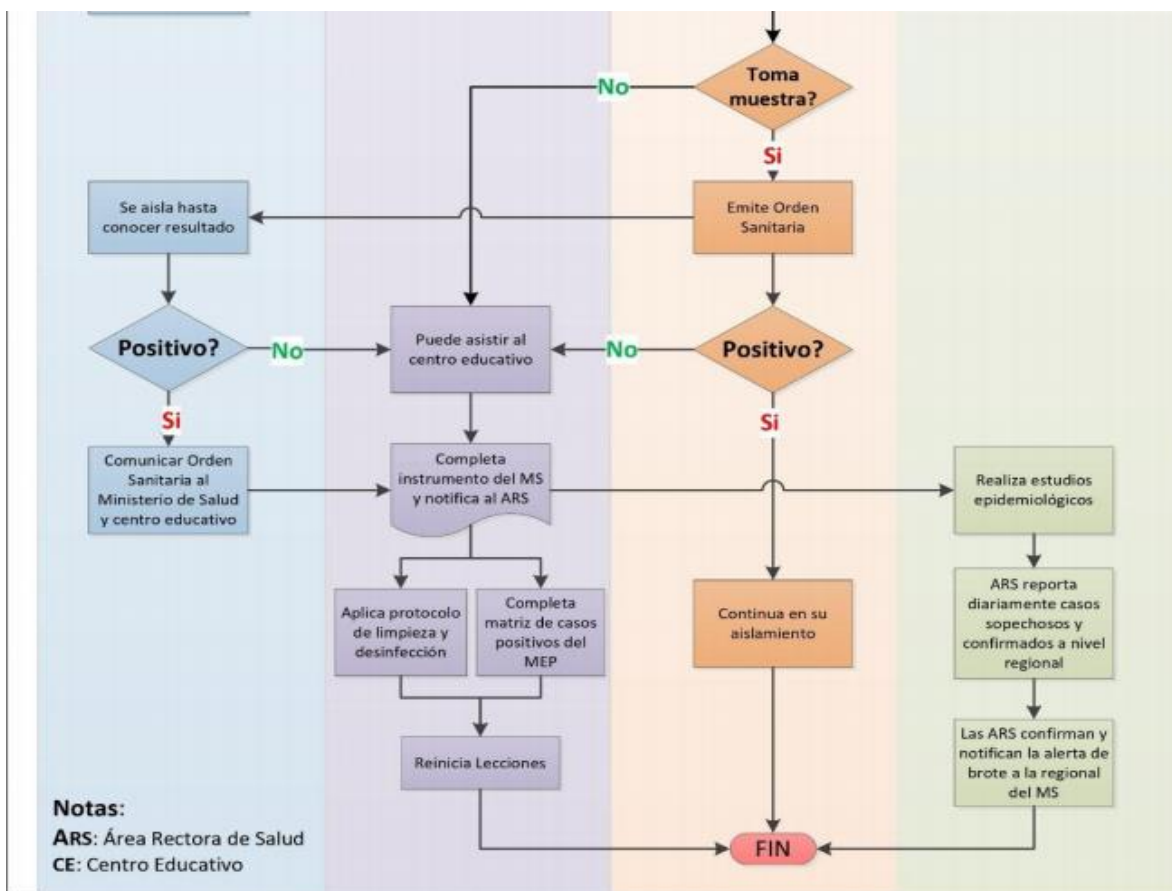 Toma
muestra?
No
Si
Se aisla hasta
conocer resultado
Emite Orden
Sanitaria
Positivo?
No
Puede asistir al
centro educativo
No
Positivo?
Si
Si
Comunicar Orden
Sanitaria al
Ministerio de Salud
y centro educativo
Completa
instrumento del MS
y notifica al ARS
Realiza estudios
epidemiológicos
Aplica protocolo
de limpieza y
desinfección
Completa
matriz de casos
positivos del
MEP
Continua en su
aislamiento
ARS reporta
diariamente casos
sopechosos y
confirmados a nivel
regional
Reinicia Lecciones
Las ARS confirman y
notifican la alerta de
brote a la regional
del MS
Notas:
ARS: Área Rectora de Salud
CE: Centro Educativo
FIN